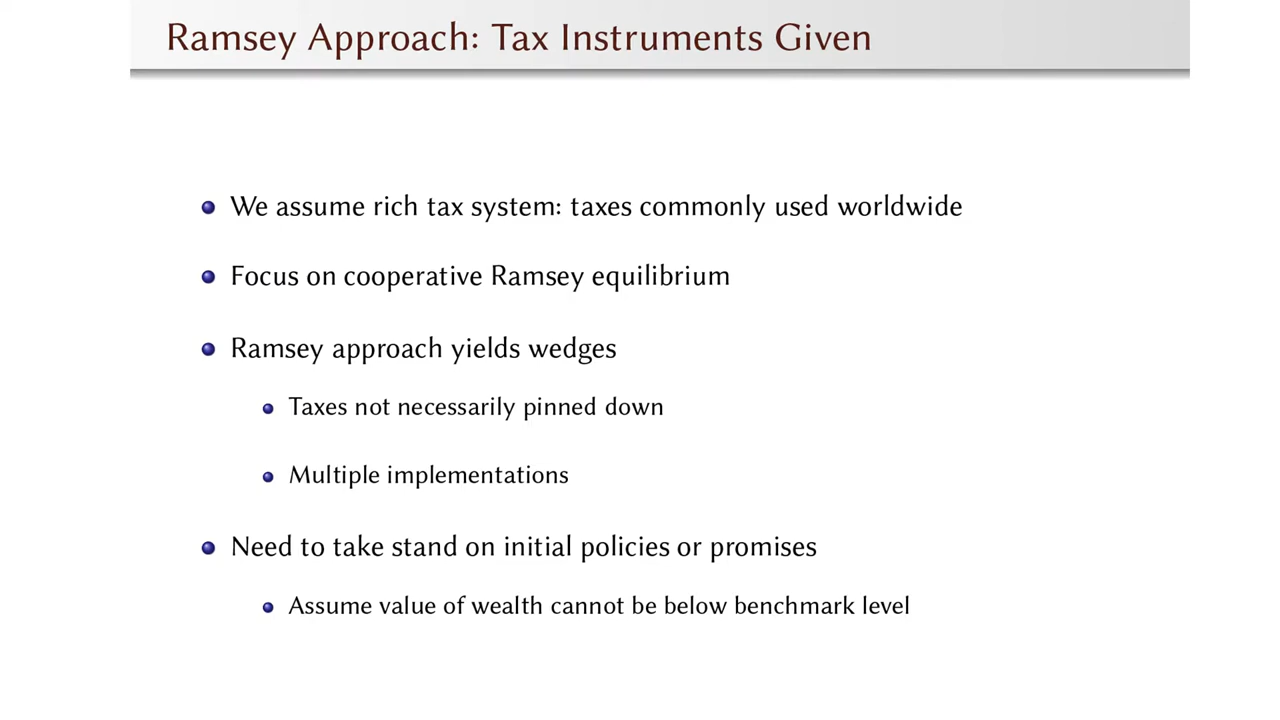 Ramsey Approach: Tax Instruments Given
We assume rich tax system: taxes commonly used worldwide
Focus on cooperative Ramsey equilibrium
Ramsey approach yields wedges
Taxes not necessarily pinned down
Multiple implementations
Need to take stand on initial policies or promises
Assume value of wealth cannot be below benchmark level